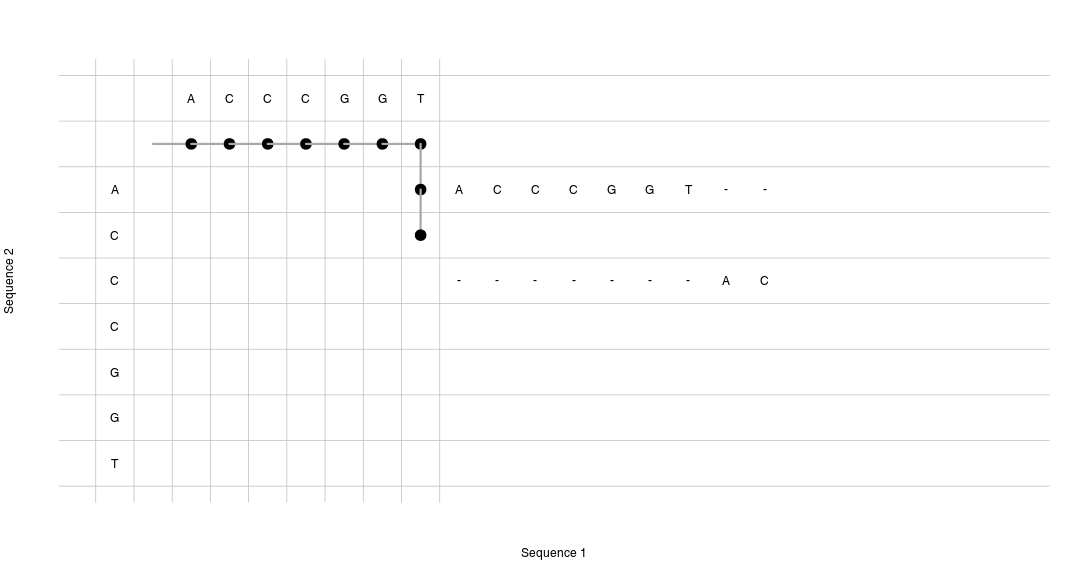 A C C C G G T
A A C C C G G T - -
C
C - - - - - - - A C
C
G
G
T
Sequence 2
Sequence 1